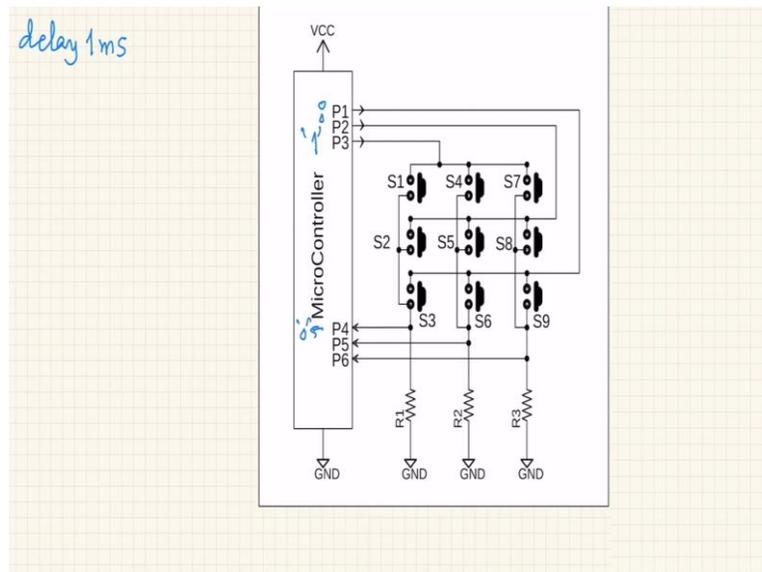 delay 1ms
VCC
P1
P2
P3
S1 S4 S7
MicroController
S2 S5 S8
S3 S6 S9
P4
P5
P6
R1 R2 R3
GND GND GND GND